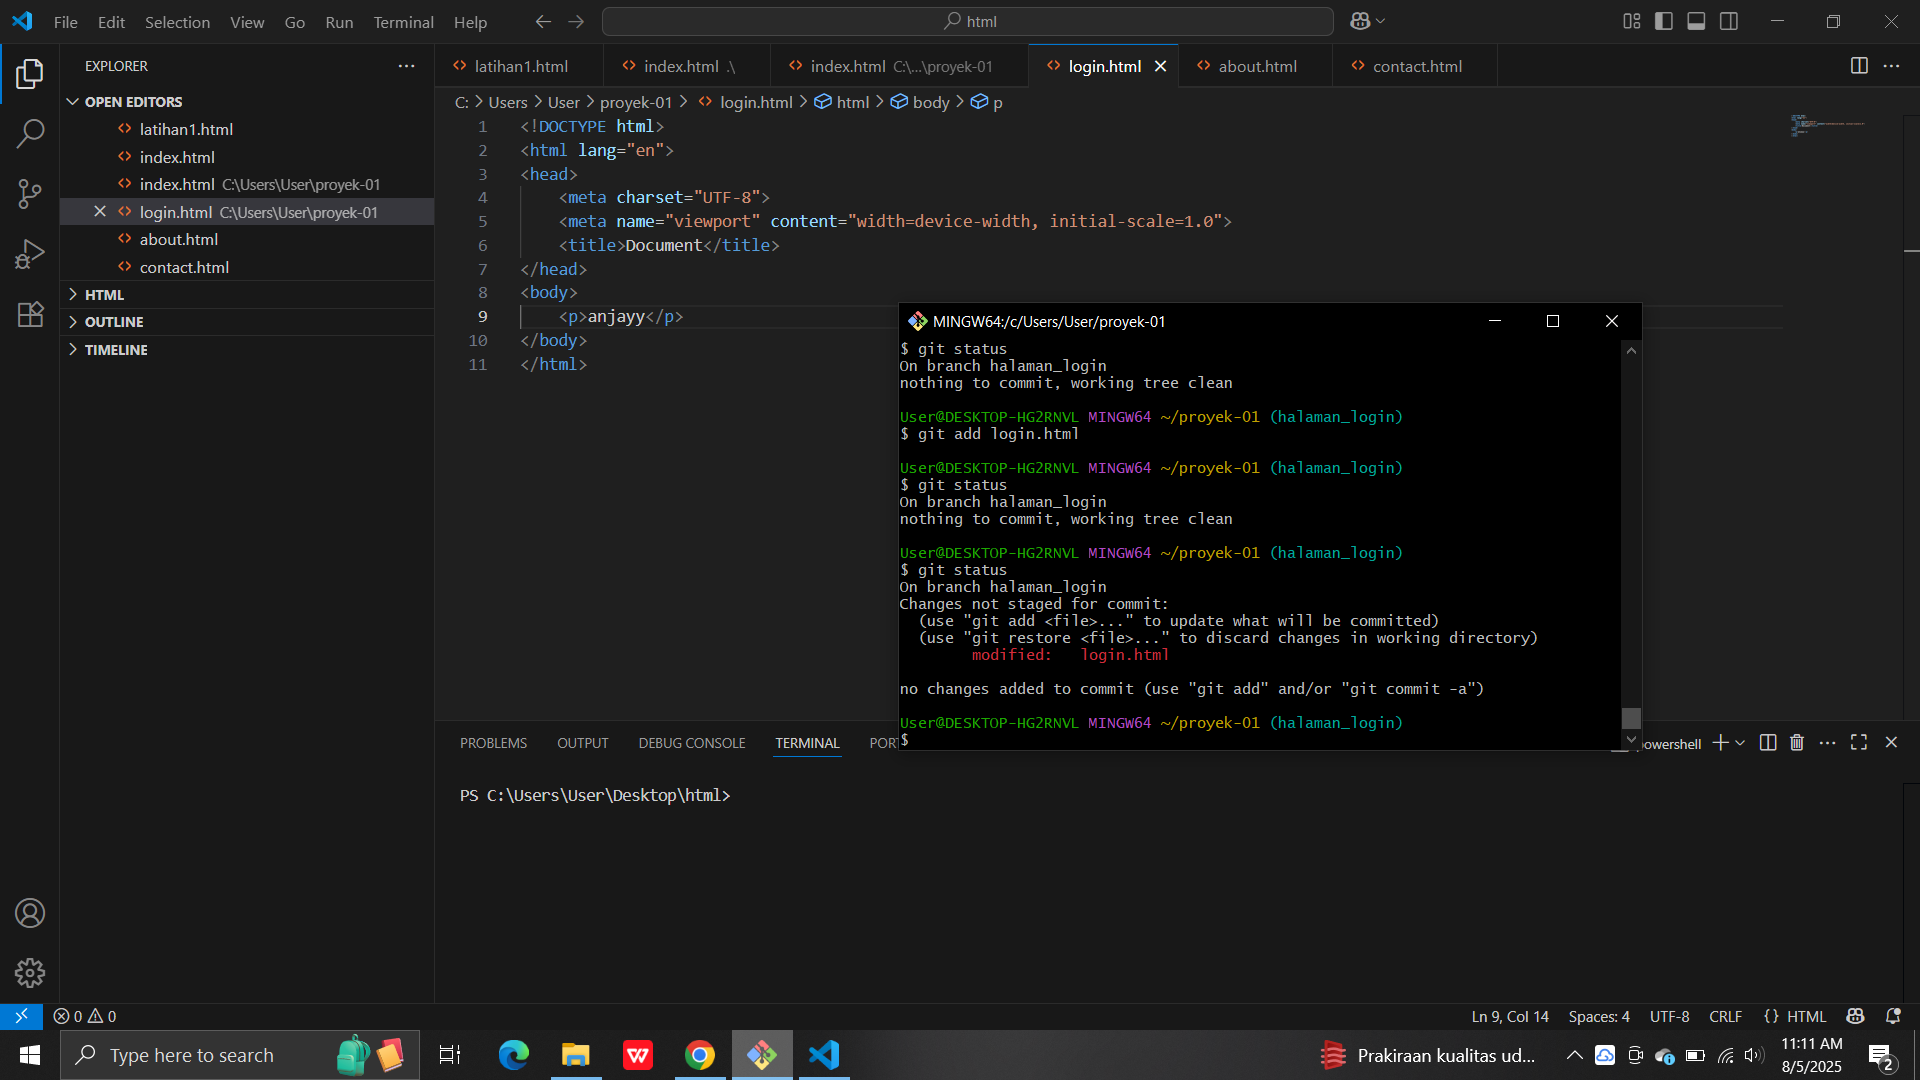 File Edit Selection View Go Run Terminal Help
html
EXPLORER
OPEN EDITORS
latihan1.html
index.html
index.html C:\Users\User\proyek-01
login.html C:\Users\User\proyek-01
about.html
contact.html
HTML
OUTLINE
TIMELINE
latihan1.html index.html .\ index.html C:\...\proyek-01 login.html about.html contact.html
C: > Users > User > proyek-01 > login.html > html > body > p
1 <!DOCTYPE html>
2 <html lang="en">
3 <head>
4 <meta charset="UTF-8">
5 <meta name="viewport" content="width=device-width, initial-scale=1.0">
6 <title>Document</title>
7 </head>
8 <body>
9 <p>anjayy</p>
10 </body>
11 </html>
MINGW64:/c/Users/User/proyek-01
$ git status
On branch halaman_login
nothing to commit, working tree clean
User@DESKTOP-HG2RNVL MINGW64 ~/proyek-01 (halaman_login)
$ git add login.html
User@DESKTOP-HG2RNVL MINGW64 ~/proyek-01 (halaman_login)
$ git status
On branch halaman_login
nothing to commit, working tree clean
User@DESKTOP-HG2RNVL MINGW64 ~/proyek-01 (halaman_login)
$ git status
On branch halaman_login
Changes not staged for commit:
(use "git add <file>..." to update what will be committed)
(use "git restore <file>..." to discard changes in working directory)
modified: login.html
no changes added to commit (use "git add" and/or "git commit -a")
User@DESKTOP-HG2RNVL MINGW64 ~/proyek-01 (halaman_login)
$
PROBLEMS OUTPUT DEBUG CONSOLE TERMINAL POR
owershell
PS C:\Users\User\Desktop\html>
0 0
Ln 9, Col 14 Spaces: 4 UTF-8 CRLF {} HTML
Type here to search
W
Prakiraan kualitas ud...
11:11 AM
8/5/2025
2